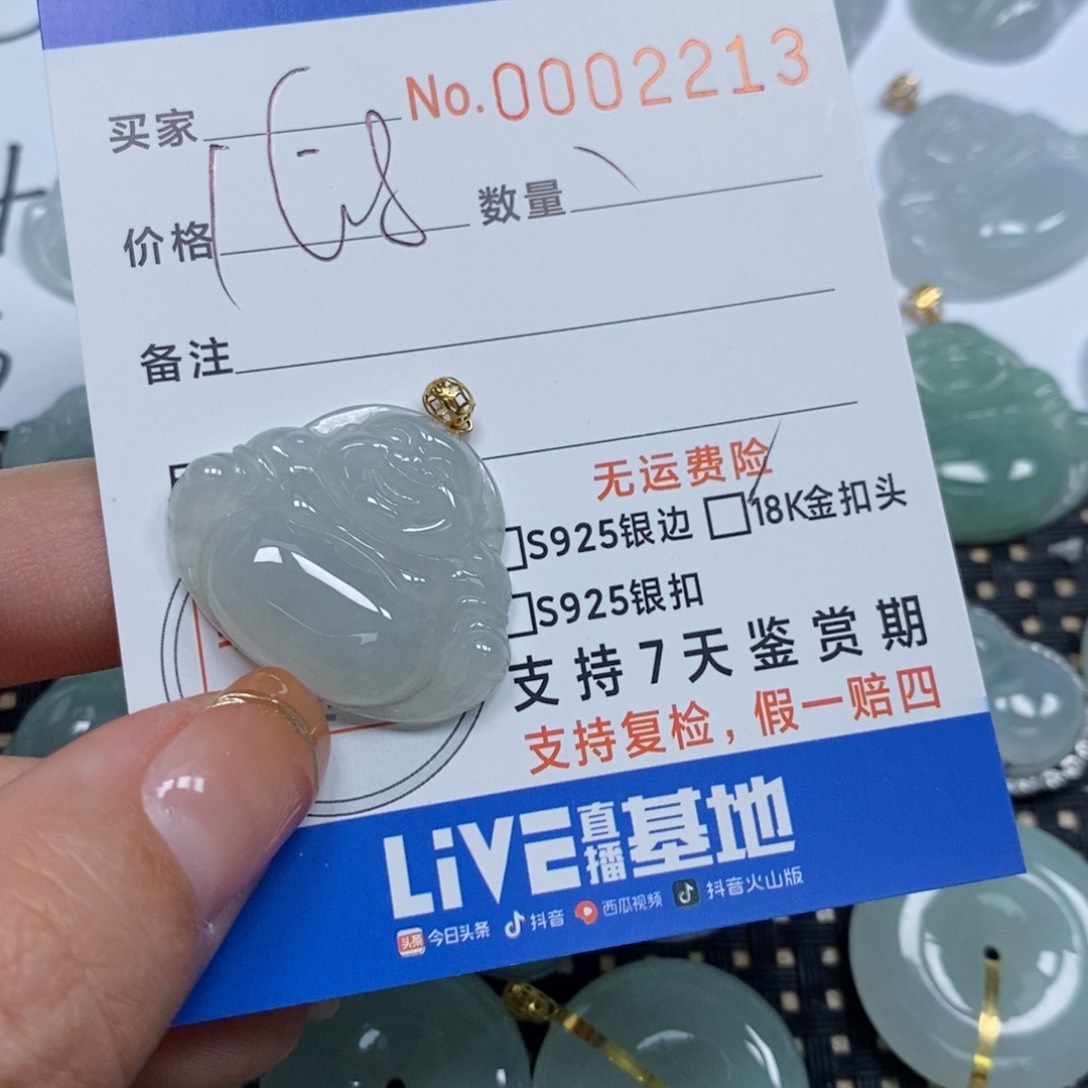 买家 No.0002213
价格 数量
备注
无运费险
S925银边 18K金扣头
S925银扣
支持7天鉴赏期
支持复检，假一赔四
LiVE直播基地
头条 今日头条 抖音 西瓜视频 抖音火山版